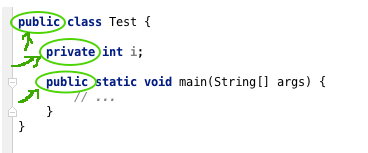 public class Test {
private int i;
public static void main(String[] args) {
// ...
}
}